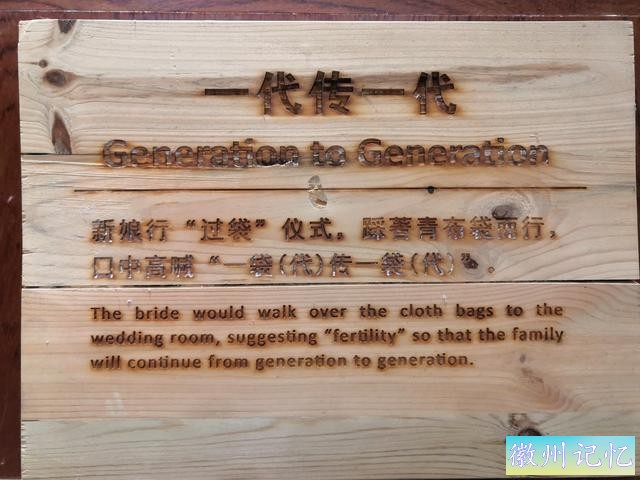 一代传一代
Generation to Generation
新娘行“过袋”仪式，踩著青布袋而行，
口中高喊“一袋(代)传一袋(代)”。
The bride would walk over the cloth bags to the
wedding room, suggesting “fertility” so that the family
will continue from generation to generation.
徽州记忆